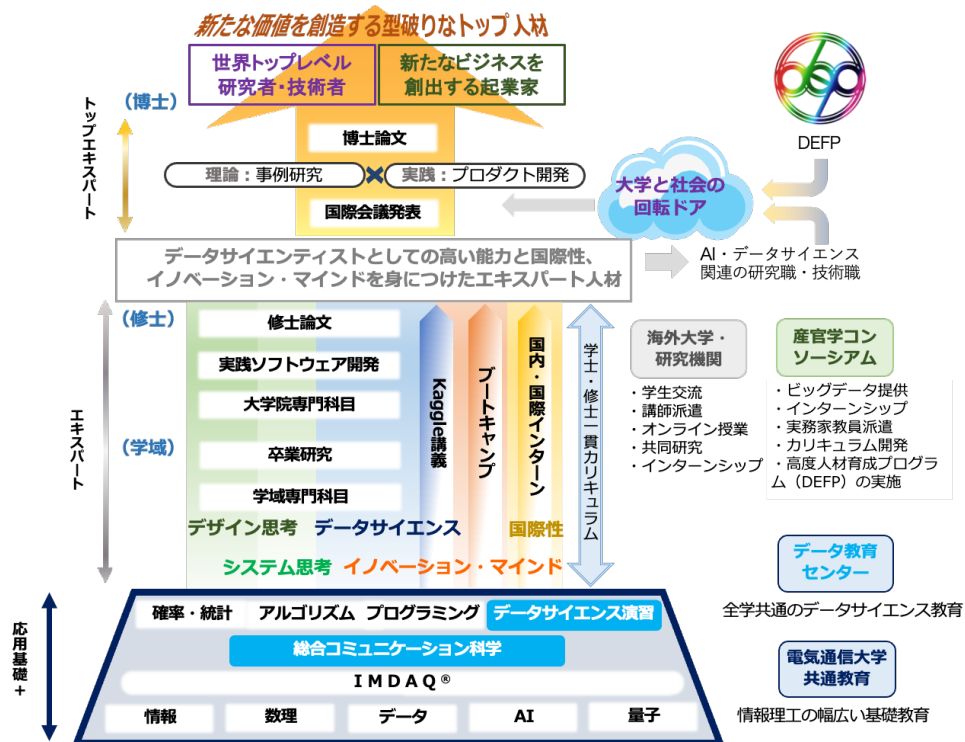 新たな価値を創造する型破りなトップ人材
世界トップレベル
研究者・技術者
新たなビジネスを
創出する起業家
DEFP
トップエキスパート
（博士）
博士論文
理論：事例研究
実践：プロダクト開発
国際会議発表
大学と社会の
回転ドア
データサイエンティストとしての高い能力と国際性、
イノベーション・マインドを身につけたエキスパート人材
AI・データサイエンス
関連の研究職・技術職
エキスパート
（修士）
修士論文
実践ソフトウェア開発
大学院専門科目
（学域）
卒業研究
学域専門科目
Kaggle講義
ブートキャンプ
国内・国際インターン
学士・修士一貫カリキュラム
デザイン思考
データサイエンス
国際性
システム思考
イノベーション・マインド
海外大学・
研究機関
・学生交流
・講師派遣
・オンライン授業
・共同研究
・インターンシップ
産官学コン
ソーシアム
・ビッグデータ提供
・インターンシップ
・実務家教員派遣
・カリキュラム開発
・高度人材育成プログラ
ム（DEFP）の実施
応用基礎＋
確率・統計
アルゴリズム
プログラミング
データサイエンス演習
総合コミュニケーション科学
IMDAQ®
情報
数理
データ
AI
量子
データ教育
センター
全学共通のデータサイエンス教育
電気通信大学
共通教育
情報理工の幅広い基礎教育